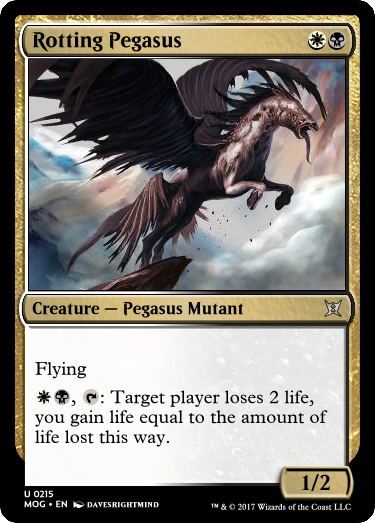 Rotting Pegasus
Creature — Pegasus Mutant
Flying
, : Target player loses 2 life,
you gain life equal to the amount of
life lost this way.
1/2
U 0215
MOG • EN DAVESRIGHTMIND
™ & © 2017 Wizards of the Coast LLC